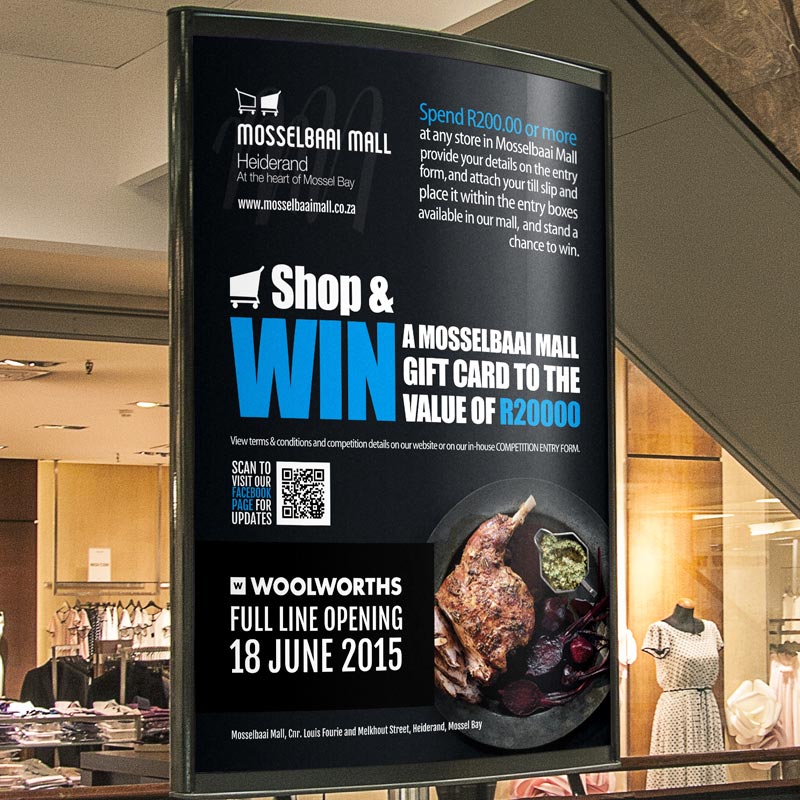 MOSSELBAAI MALL
Heiderand
At the heart of Mossel Bay
www.mosselbaaimall.co.za
Spend R200.00 or more
at any store in Mosselbaai Mall
provide your details on the entry
form, and attach your till slip and
place it within the entry boxes
available in our mall, and stand a
chance to win.
Shop &
WIN
A MOSSELBAAI MALL
GIFT CARD TO THE
VALUE OF R20000
View terms & conditions and competition details on our website or on our in-house COMPETITION ENTRY FORM.
SCAN TO
VISIT OUR
FACEBOOK
PAGE FOR
UPDATES
W WOOLWORTHS
FULL LINE OPENING
18 JUNE 2015
Mosselbaai Mall, Cnr. Louis Fourie and Melkhout Street, Heiderand, Mossel Bay